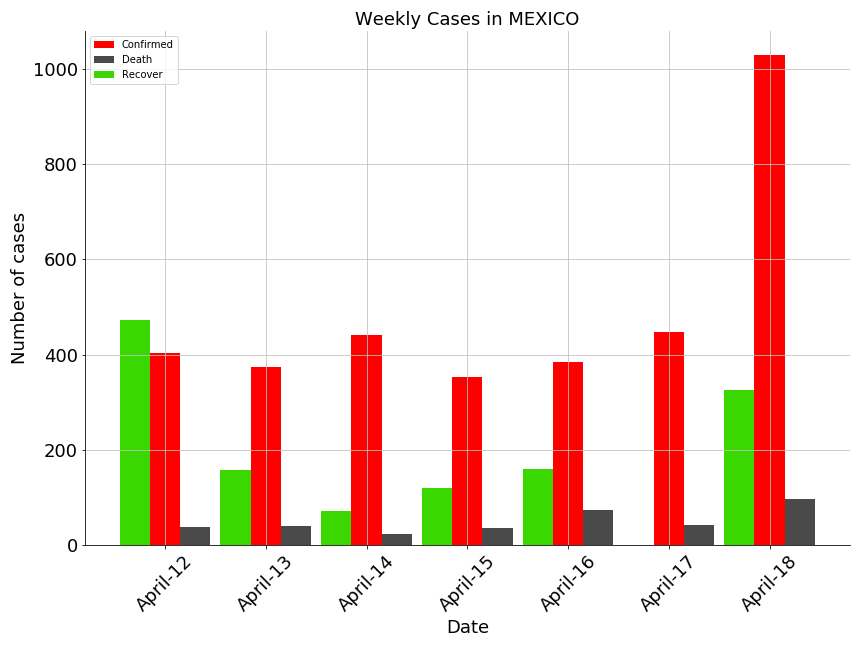 Weekly Cases in MEXICO
Confirmed
Death
Recover
1000
800
600
400
200
0
Number of cases
April-12
April-13
April-14
April-15
April-16
April-17
April-18
Date